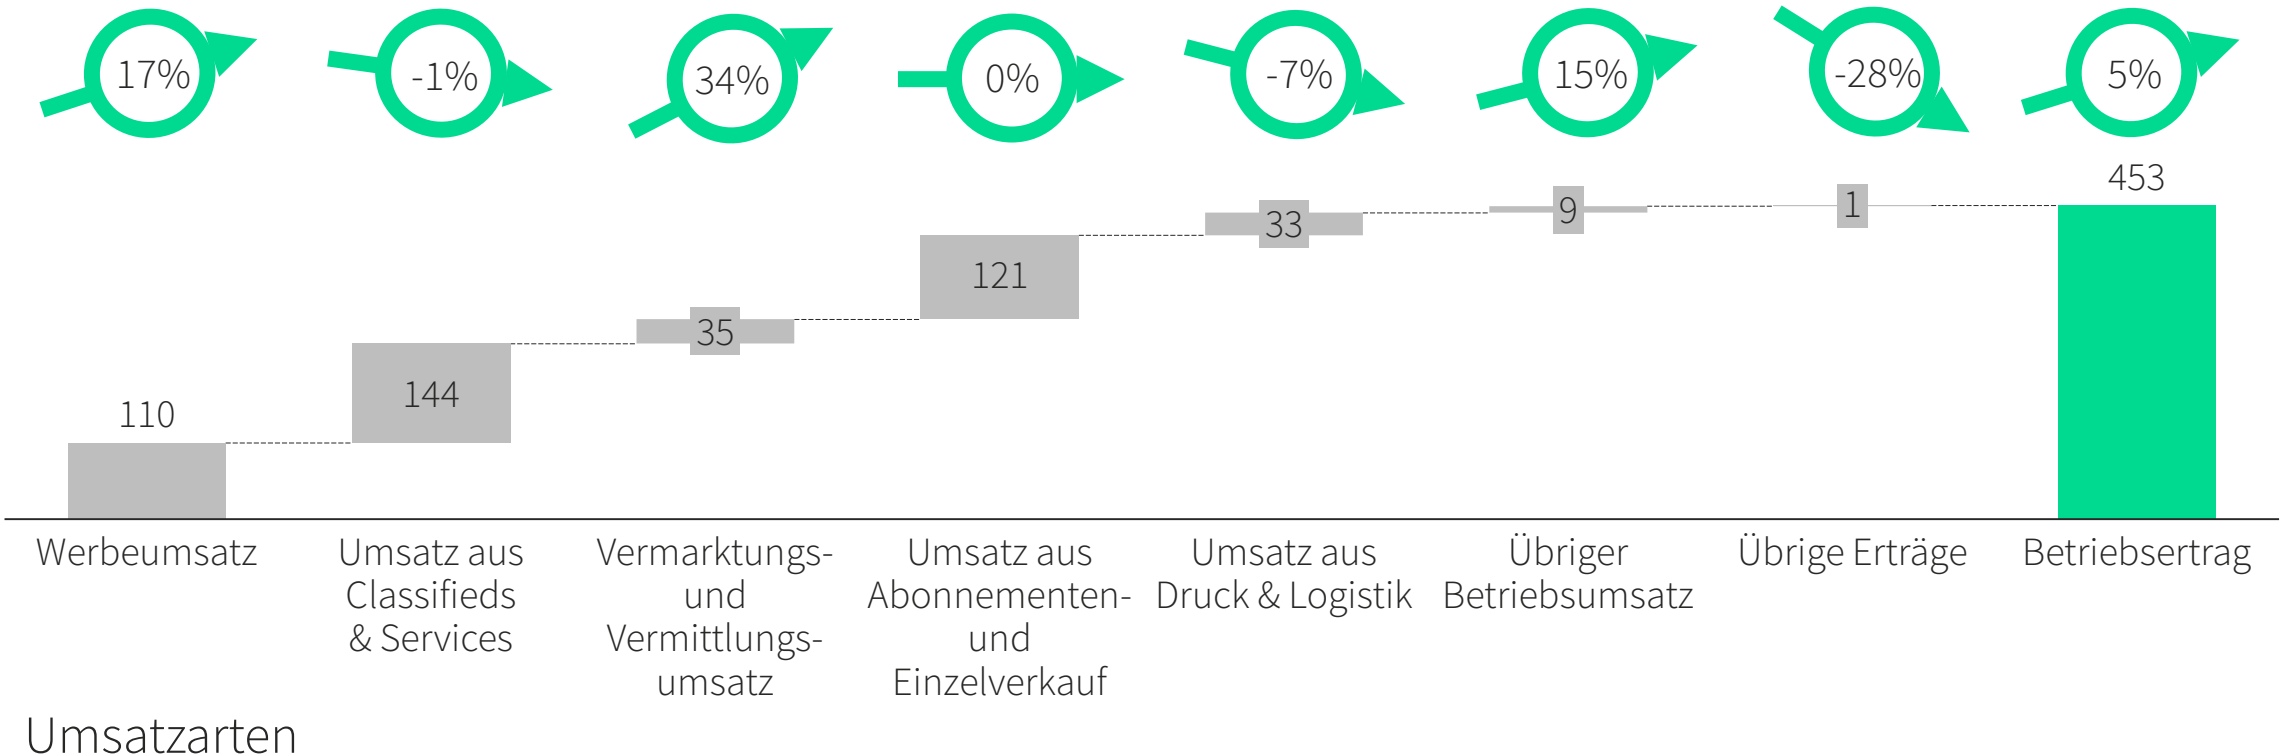 17%
-1%
34%
0%
-7%
15%
-28%
5%
110
144
35
121
33
9
1
453
Werbeumsatz
Umsatz aus
Classifieds
& Services
Vermarktungs-
und
Vermittlungs-
umsatz
Umsatz aus
Abonnementen-
und
Einzelverkauf
Umsatz aus
Druck & Logistik
Übriger
Betriebsumsatz
Übrige Erträge
Betriebsertrag
Umsatzarten